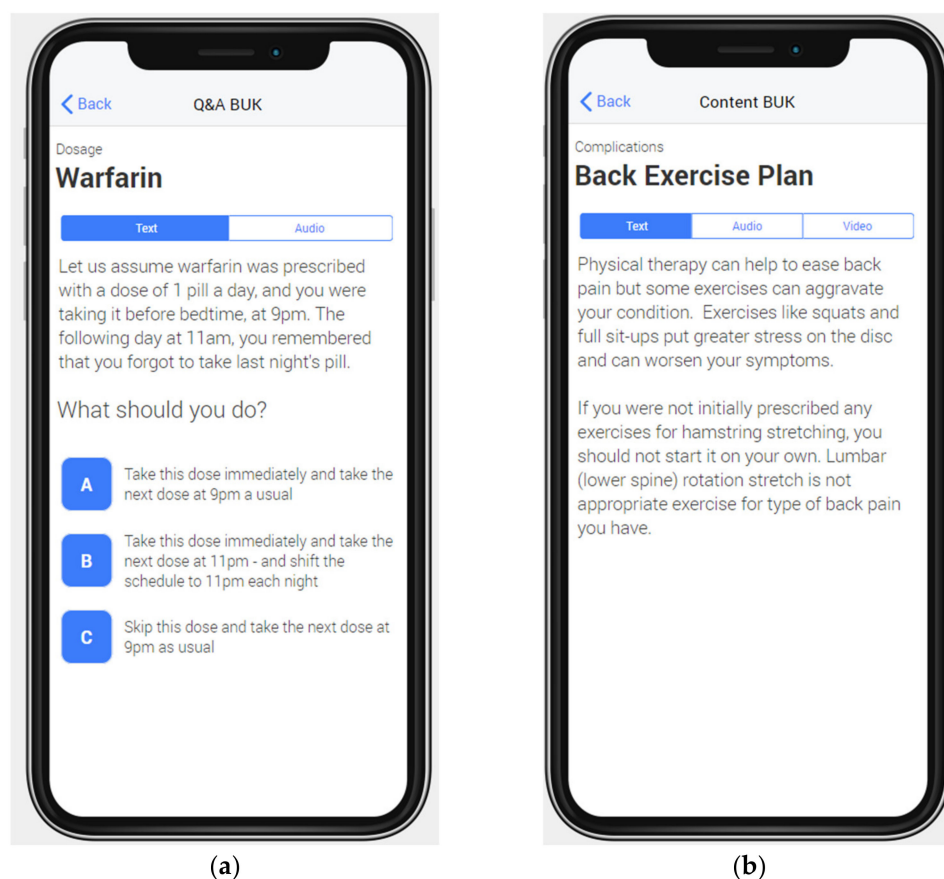 Back
Q&A BUK
Dosage
Warfarin
Text
Audio
Let us assume warfarin was prescribed
with a dose of 1 pill a day, and you were
taking it before bedtime, at 9pm. The
following day at 11am, you remembered
that you forgot to take last night's pill.
What should you do?
A
Take this dose immediately and take the
next dose at 9pm a usual
B
Take this dose immediately and take the
next dose at 11pm - and shift the
schedule to 11pm each night
C
Skip this dose and take the next dose at
9pm as usual
(a)
Back
Content BUK
Complications
Back Exercise Plan
Text
Audio
Video
Physical therapy can help to ease back
pain but some exercises can aggravate
your condition.  Exercises like squats and
full sit-ups put greater stress on the disc
and can worsen your symptoms.
If you were not initially prescribed any
exercises for hamstring stretching, you
should not start it on your own. Lumbar
(lower spine) rotation stretch is not
appropriate exercise for type of back pain
you have.
(b)